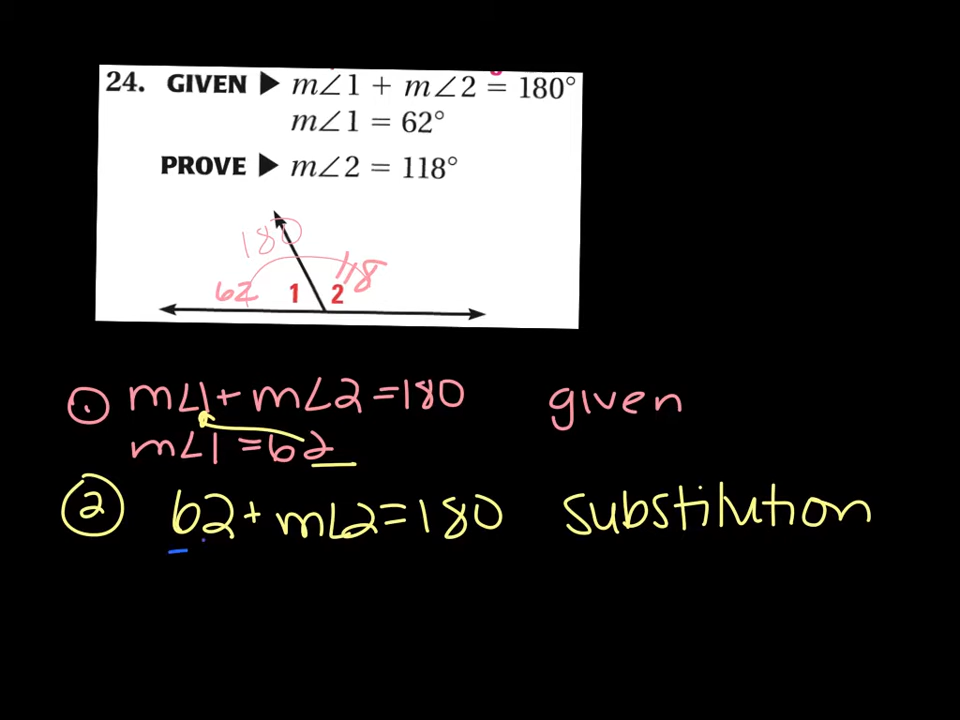 24. GIVEN ▶ m∠1 + m∠2 = 180°
m∠1 = 62°
PROVE ▶ m∠2 = 118°
180
62 1 2 118
1. m∠1 + m∠2 = 180 given
m∠1 = 62
2 62 + m∠2 = 180 substitution